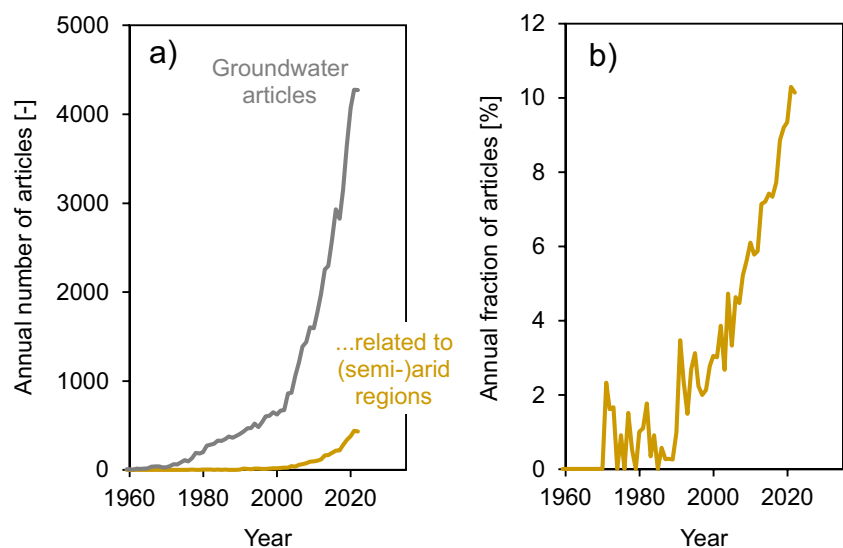 a)
Groundwater
articles
...related to
(semi-)arid
regions
Annual number of articles [-]
5000
4000
3000
2000
1000
0
1960
1980
2000
2020
Year
b)
Annual fraction of articles [%]
12
10
8
6
4
2
0
1960
1980
2000
2020
Year